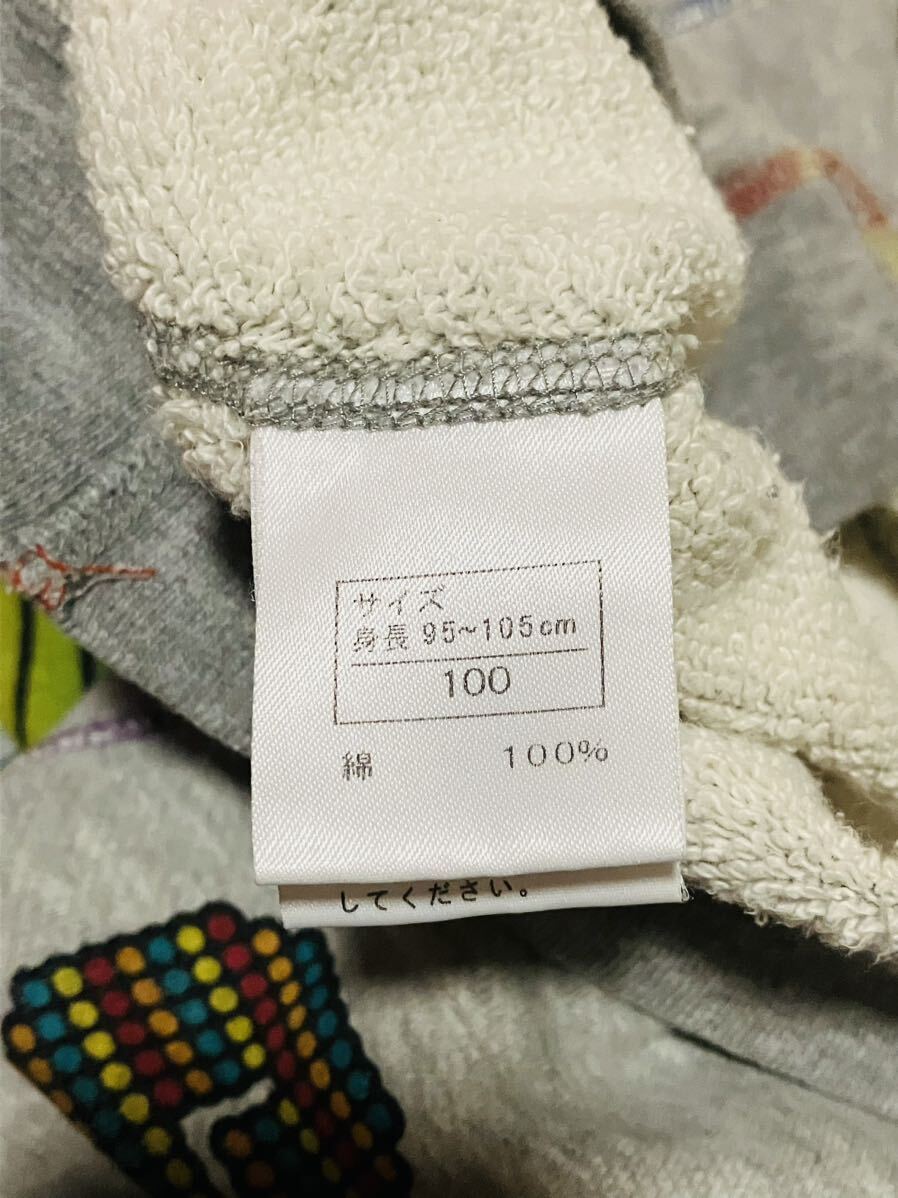 サイズ
身長 95~105cm
100
綿 100%
してください。